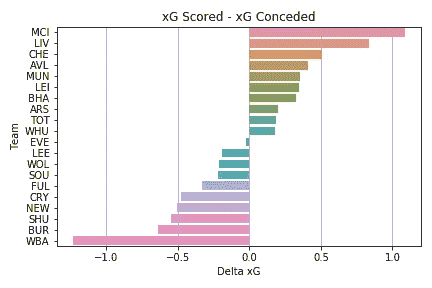 xG Scored - xG Conceded
MCI
LIV
CHE
AVL
MUN
LEI
BHA
ARS
TOT
WHU
EVE
LEE
WOL
SOU
FUL
CRY
NEW
SHU
BUR
WBA
Team
−1.0 −0.5 0.0 0.5 1.0
Delta xG